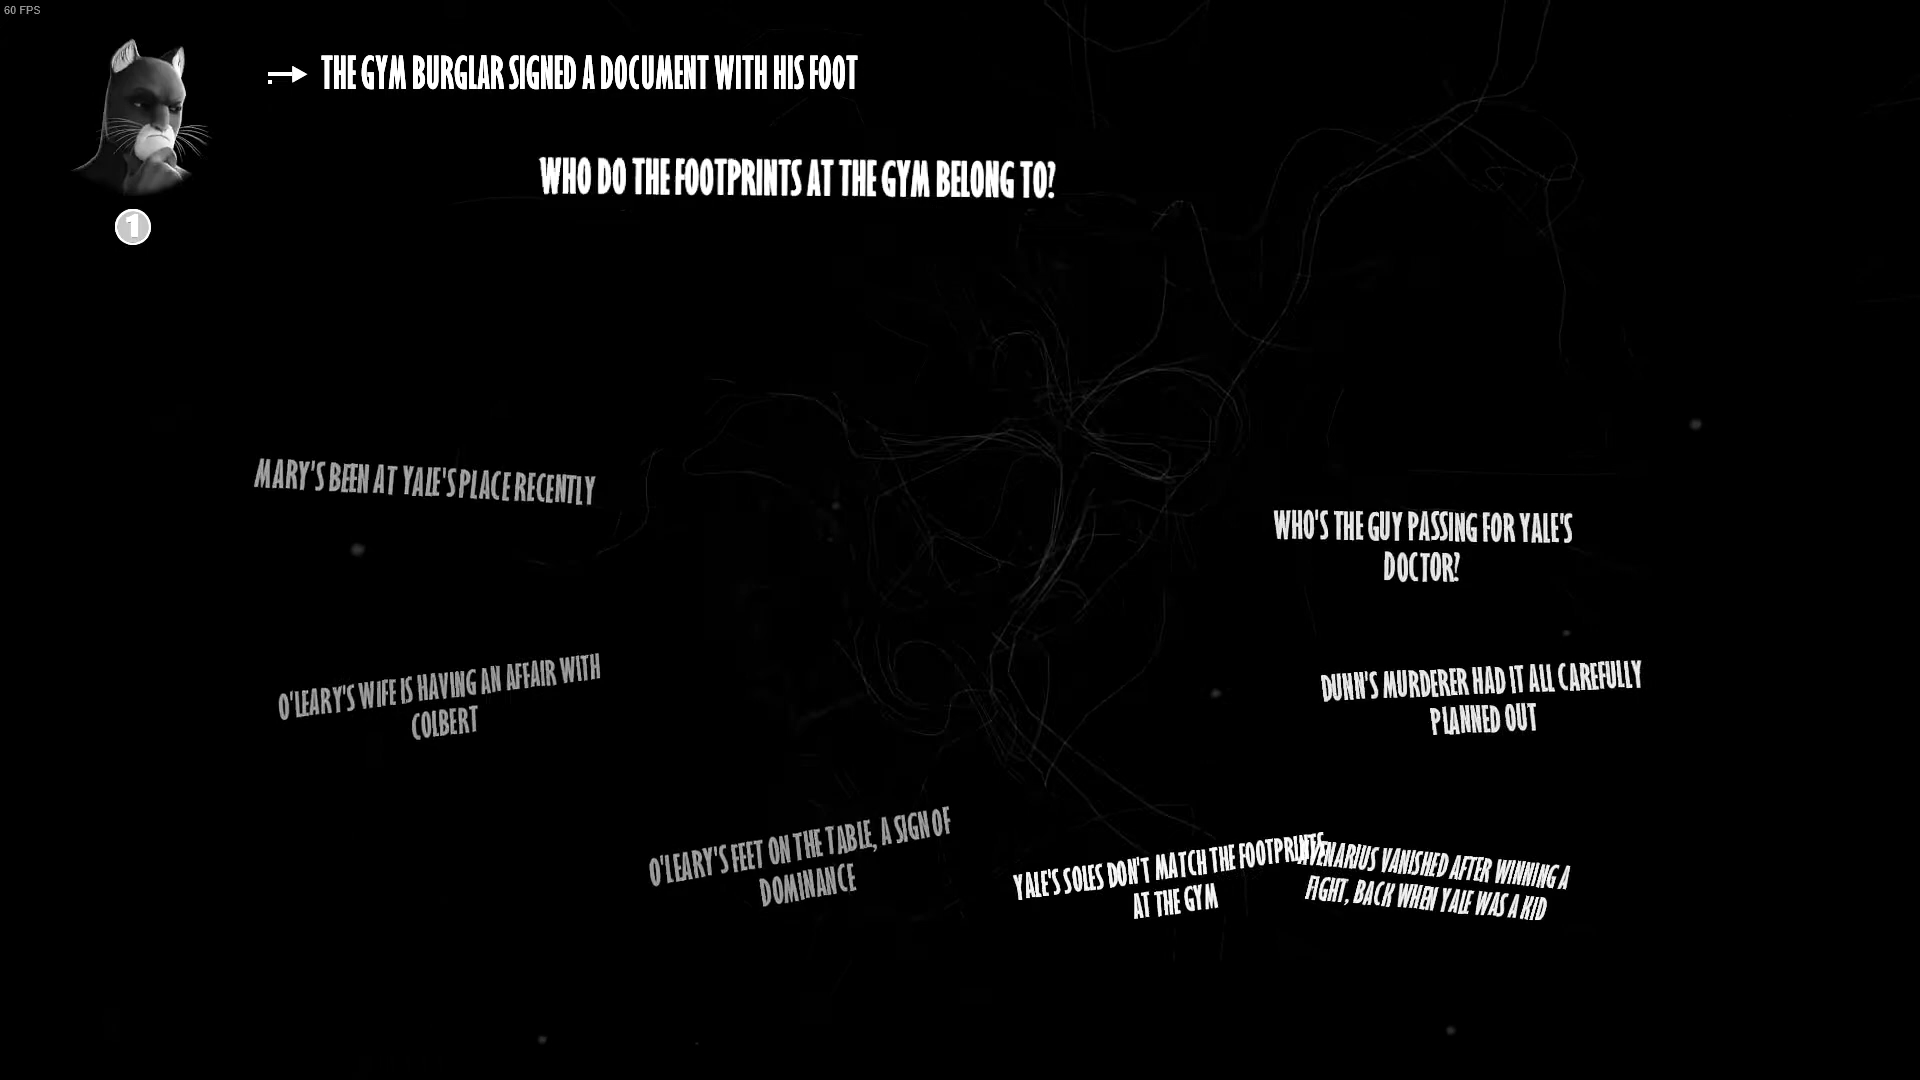 60 FPS
THE GYM BURGLAR SIGNED A DOCUMENT WITH HIS FOOT
WHO DO THE FOOTPRINTS AT THE GYM BELONG TO?
1
MARY'S BEEN AT YALE'S PLACE RECENTLY
WHO'S THE GUY PASSING FOR YALE'S
DOCTOR?
O'LEARY'S WIFE IS HAVING AN AFFAIR WITH
COLBERT
DUNN'S MURDERER HAD IT ALL CAREFULLY
PLANNED OUT
O'LEARY'S FEET ON THE TABLE, A SIGN OF
DOMINANCE
YALE'S SOLES DON'T MATCH THE FOOTPRINTS
AT THE GYM
AVENARIUS VANISHED AFTER WINNING A
FIGHT, BACK WHEN YALE WAS A KID